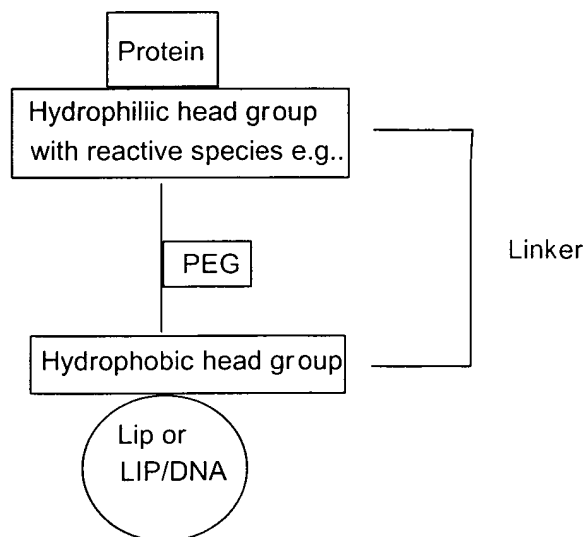 Protein
Hydrophiliic head group
with reactive species e.g..
PEG
Linker
Hydrophobic head group
Lip or
LIP/DNA